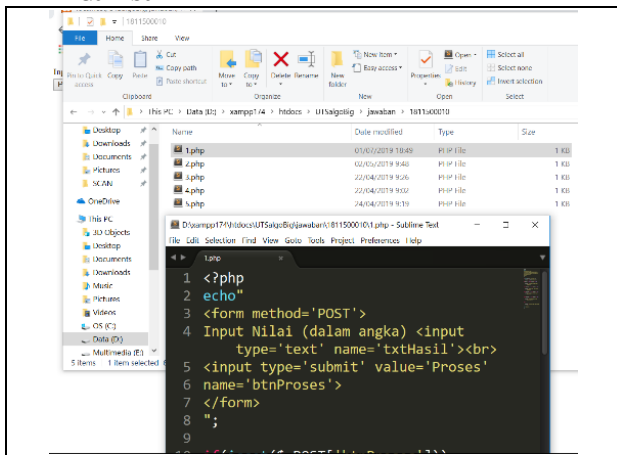 1811500010
File Home Share View
Cut
Copy path
Paste shortcut
Copy Paste
Move to
Copy to
Delete Rename
New folder
New item
Easy access
Properties
Open
Edit
History
Select all
Select none
Invert selection
Clipboard Organize New Open Select
This PC > Data (D:) > xampp174 > htdocs > UTSalgoBig > jawaban > 1811500010
Name Date modified Type Size
1.php 01/07/2019 18:49 PHP File 1 KB
2.php 02/05/2019 9:48 PHP File 1 KB
3.php 22/04/2019 9:26 PHP File 1 KB
4.php 22/04/2019 9:02 PHP File 1 KB
5.php 24/04/2019 9:19 PHP File 1 KB
Desktop
Downloads
Documents
Pictures
SCAN
OneDrive
This PC
3D Objects
Desktop
Documents
Downloads
Music
Pictures
Videos
OS (C:)
Data (D:)
Multimedia (E:)
5 items 1 item selected
D:\xampp174\htdocs\UTSalgoBig\jawaban\1811500010\1.php - Sublime Text
File Edit Selection Find View Goto Tools Project Preferences Help
1.php
1 <?php
2 echo"
3 <form method='POST'>
4 Input Nilai (dalam angka) <input
type='text' name='txtHasil'><br>
5 <input type='submit' value='Proses'
6 name='btnProses'>
7 </form>
8 ";
9